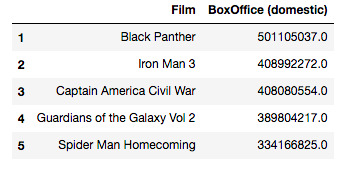 Film BoxOffice (domestic)
1 Black Panther 501105037.0
2 Iron Man 3 408992272.0
3 Captain America Civil War 408080554.0
4 Guardians of the Galaxy Vol 2 389804217.0
5 Spider Man Homecoming 334166825.0